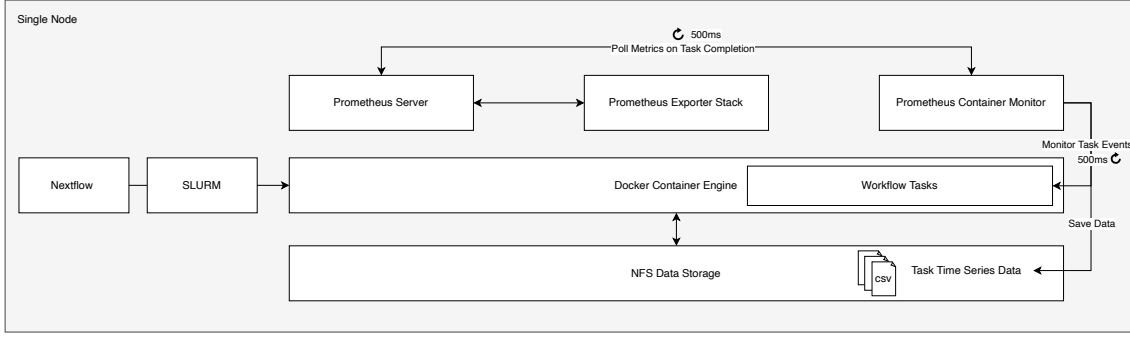 Single Node
500ms
Poll Metrics on Task Completion
Prometheus Server
Prometheus Exporter Stack
Prometheus Container Monitor
Monitor Task Events
500ms
Nextflow
SLURM
Docker Container Engine
Workflow Tasks
Save Data
NFS Data Storage
CSV
Task Time Series Data